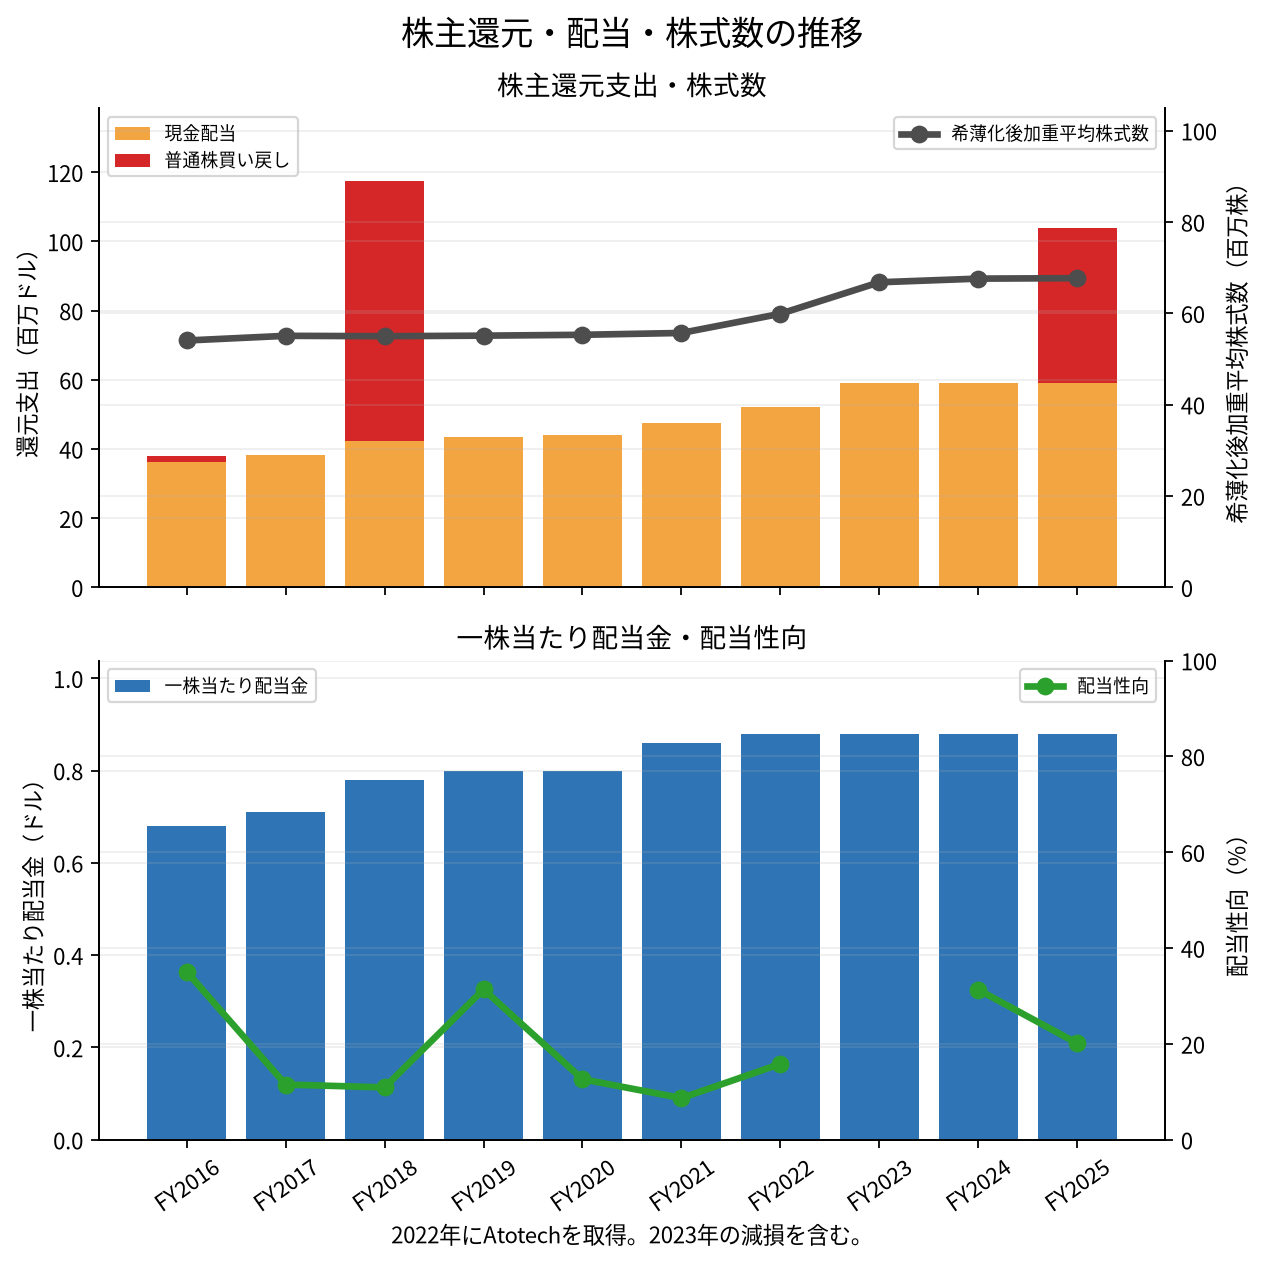 株主還元・配当・株式数の推移
株主還元支出・株式数
現金配当
普通株買い戻し
希薄化後加重平均株式数
還元支出（百万ドル）
0
20
40
60
80
100
120
希薄化後加重平均株式数（百万株）
0
20
40
60
80
100
一株当たり配当金・配当性向
一株当たり配当金
配当性向
一株当たり配当金（ドル）
0.0
0.2
0.4
0.6
0.8
1.0
配当性向（%）
0
20
40
60
80
100
FY2016
FY2017
FY2018
FY2019
FY2020
FY2021
FY2022
FY2023
FY2024
FY2025
2022年にAtotechを取得。2023年の減損を含む。